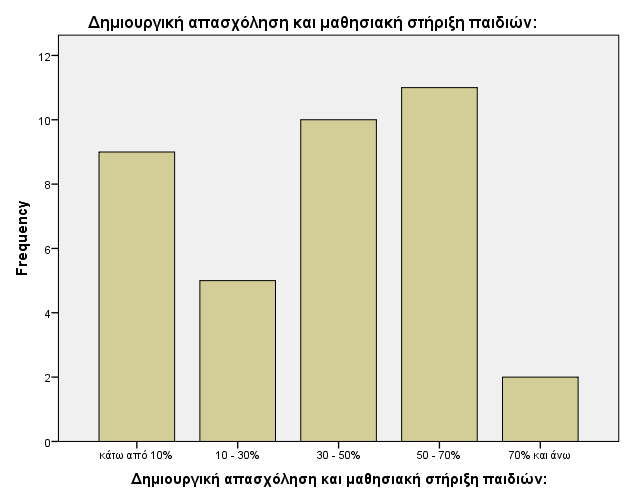 Δημιουργική απασχόληση και μαθησιακή στήριξη παιδιών:
Frequency
12
10
8
6
4
2
0
κάτω από 10%
10 - 30%
30 - 50%
50 - 70%
70% και άνω
Δημιουργική απασχόληση και μαθησιακή στήριξη παιδιών: